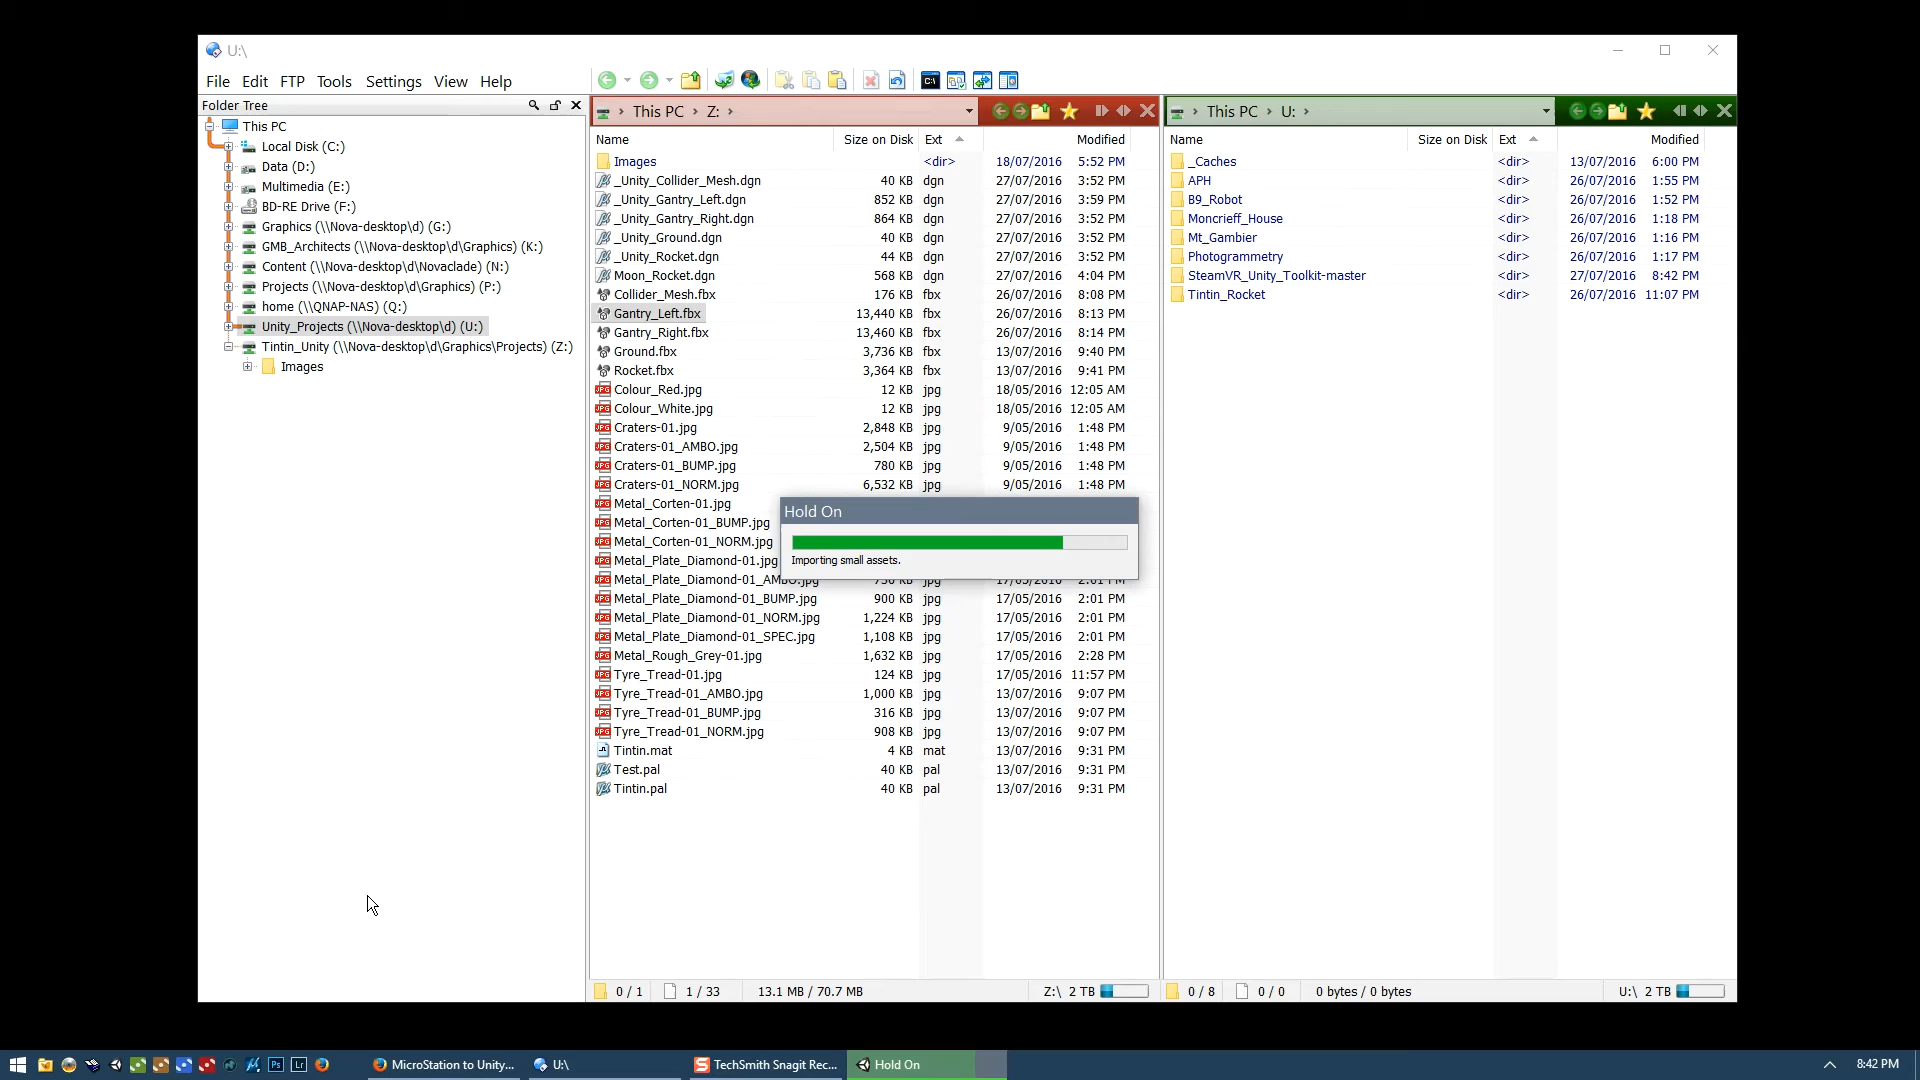 U:\
File Edit FTP Tools Settings View Help
Folder Tree
This PC
Local Disk (C:)
Data (D:)
Multimedia (E:)
BD-RE Drive (F:)
Graphics (\\Nova-desktop\d) (G:)
GMB_Architects (\\Nova-desktop\d\Graphics) (K:)
Content (\\Nova-desktop\d\Novaclade) (N:)
Projects (\\Nova-desktop\d\Graphics) (P:)
home (\\QNAP-NAS) (Q:)
Unity_Projects (\\Nova-desktop\d) (U:)
Tintin_Unity (\\Nova-desktop\d\Graphics\Projects) (Z:)
Images
This PC Z:
Name Size on Disk Ext Modified
Images <dir> 18/07/2016 5:52 PM
_Unity_Collider_Mesh.dgn 40 KB dgn 27/07/2016 3:52 PM
_Unity_Gantry_Left.dgn 852 KB dgn 27/07/2016 3:59 PM
_Unity_Gantry_Right.dgn 864 KB dgn 27/07/2016 3:52 PM
_Unity_Ground.dgn 40 KB dgn 27/07/2016 3:52 PM
_Unity_Rocket.dgn 44 KB dgn 27/07/2016 3:52 PM
Moon_Rocket.dgn 568 KB dgn 27/07/2016 4:04 PM
Collider_Mesh.fbx 176 KB fbx 26/07/2016 8:08 PM
Gantry_Left.fbx 13,440 KB fbx 26/07/2016 8:13 PM
Gantry_Right.fbx 13,460 KB fbx 26/07/2016 8:14 PM
Ground.fbx 3,736 KB fbx 13/07/2016 9:40 PM
Rocket.fbx 3,364 KB fbx 13/07/2016 9:41 PM
Colour_Red.jpg 12 KB jpg 18/05/2016 12:05 AM
Colour_White.jpg 12 KB jpg 18/05/2016 12:05 AM
Craters-01.jpg 2,848 KB jpg 9/05/2016 1:48 PM
Craters-01_AMBO.jpg 2,504 KB jpg 9/05/2016 1:48 PM
Craters-01_BUMP.jpg 780 KB jpg 9/05/2016 1:48 PM
Craters-01_NORM.jpg 6,532 KB jpg 9/05/2016 1:48 PM
Metal_Corten-01.jpg
Metal_Corten-01_BUMP.jpg
Metal_Corten-01_NORM.jpg
Metal_Plate_Diamond-01.jpg
Metal_Plate_Diamond-01_AMBO.jpg 736 KB jpg 17/05/2016 2:01 PM
Metal_Plate_Diamond-01_BUMP.jpg 900 KB jpg 17/05/2016 2:01 PM
Metal_Plate_Diamond-01_NORM.jpg 1,224 KB jpg 17/05/2016 2:01 PM
Metal_Plate_Diamond-01_SPEC.jpg 1,108 KB jpg 17/05/2016 2:01 PM
Metal_Rough_Grey-01.jpg 1,632 KB jpg 17/05/2016 2:28 PM
Tyre_Tread-01.jpg 124 KB jpg 17/05/2016 11:57 PM
Tyre_Tread-01_AMBO.jpg 1,000 KB jpg 13/07/2016 9:07 PM
Tyre_Tread-01_BUMP.jpg 316 KB jpg 13/07/2016 9:07 PM
Tyre_Tread-01_NORM.jpg 908 KB jpg 13/07/2016 9:07 PM
Tintin.mat 4 KB mat 13/07/2016 9:31 PM
Test.pal 40 KB pal 13/07/2016 9:31 PM
Tintin.pal 40 KB pal 13/07/2016 9:31 PM
Hold On
Importing small assets.
This PC U:
Name Size on Disk Ext Modified
_Caches <dir> 13/07/2016 6:00 PM
APH <dir> 26/07/2016 1:55 PM
B9_Robot <dir> 26/07/2016 1:52 PM
Moncrieff_House <dir> 26/07/2016 1:18 PM
Mt_Gambier <dir> 26/07/2016 1:16 PM
Photogrammetry <dir> 26/07/2016 1:17 PM
SteamVR_Unity_Toolkit-master <dir> 27/07/2016 8:42 PM
Tintin_Rocket <dir> 26/07/2016 11:07 PM
0 / 1 1 / 33 13.1 MB / 70.7 MB Z:\ 2 TB
0 / 8 0 / 0 0 bytes / 0 bytes U:\ 2 TB
Ps Lr MicroStation to Unity... U:\ TechSmith Snagit Rec... Hold On 8:42 PM